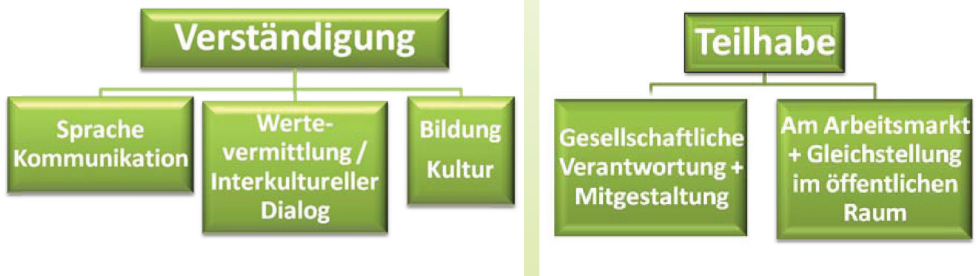 Verständigung
Sprache
Kommunikation
Werte-
vermittlung /
Interkultureller
Dialog
Bildung
Kultur
Teilhabe
Gesellschaftliche
Verantwortung +
Mitgestaltung
Am Arbeitsmarkt
+ Gleichstellung
im öffentlichen
Raum